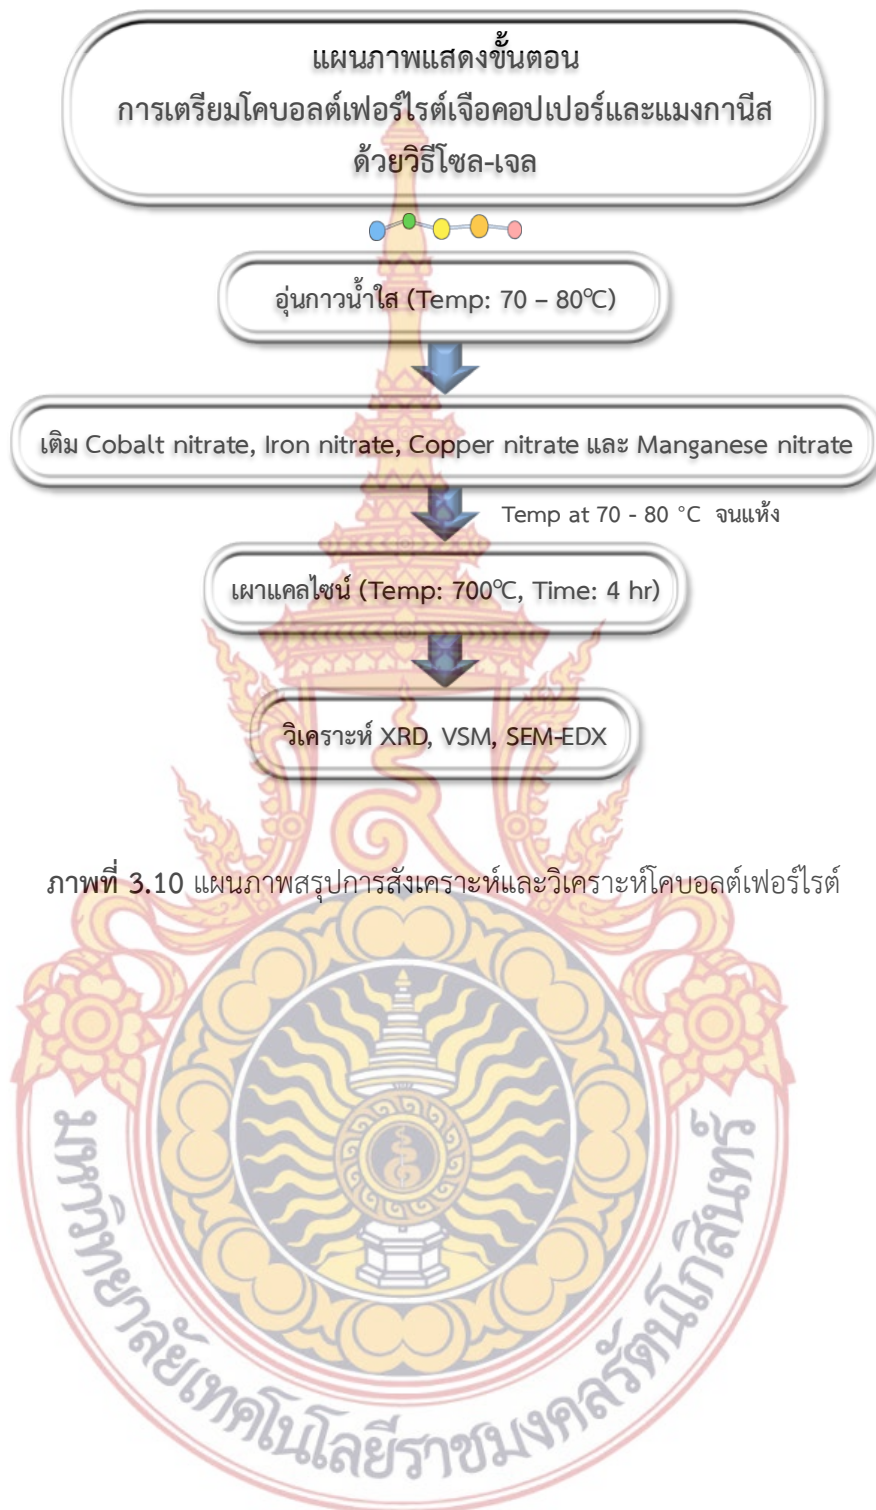 แผนภาพแสดงขั้นตอน
การเตรียมโคบอลต์เฟอร์ไรต์เจือคอปเปอร์และแมงกานีส
ด้วยวิธีโซล-เจล
อุ่นกาวน้ำใส (Temp: 70 – 80°C)
เติม Cobalt nitrate, Iron nitrate, Copper nitrate และ Manganese nitrate
Temp at 70 - 80 °C จนแห้ง
เผาแคลไซน์ (Temp: 700°C, Time: 4 hr)
วิเคราะห์ XRD, VSM, SEM-EDX
ภาพที่ 3.10 แผนภาพสรุปการสังเคราะห์และวิเคราะห์โคบอลต์เฟอร์ไรต์
มหาวิทยาลัยเทคโนโลยีราชมงคลรัตนโกสินทร์